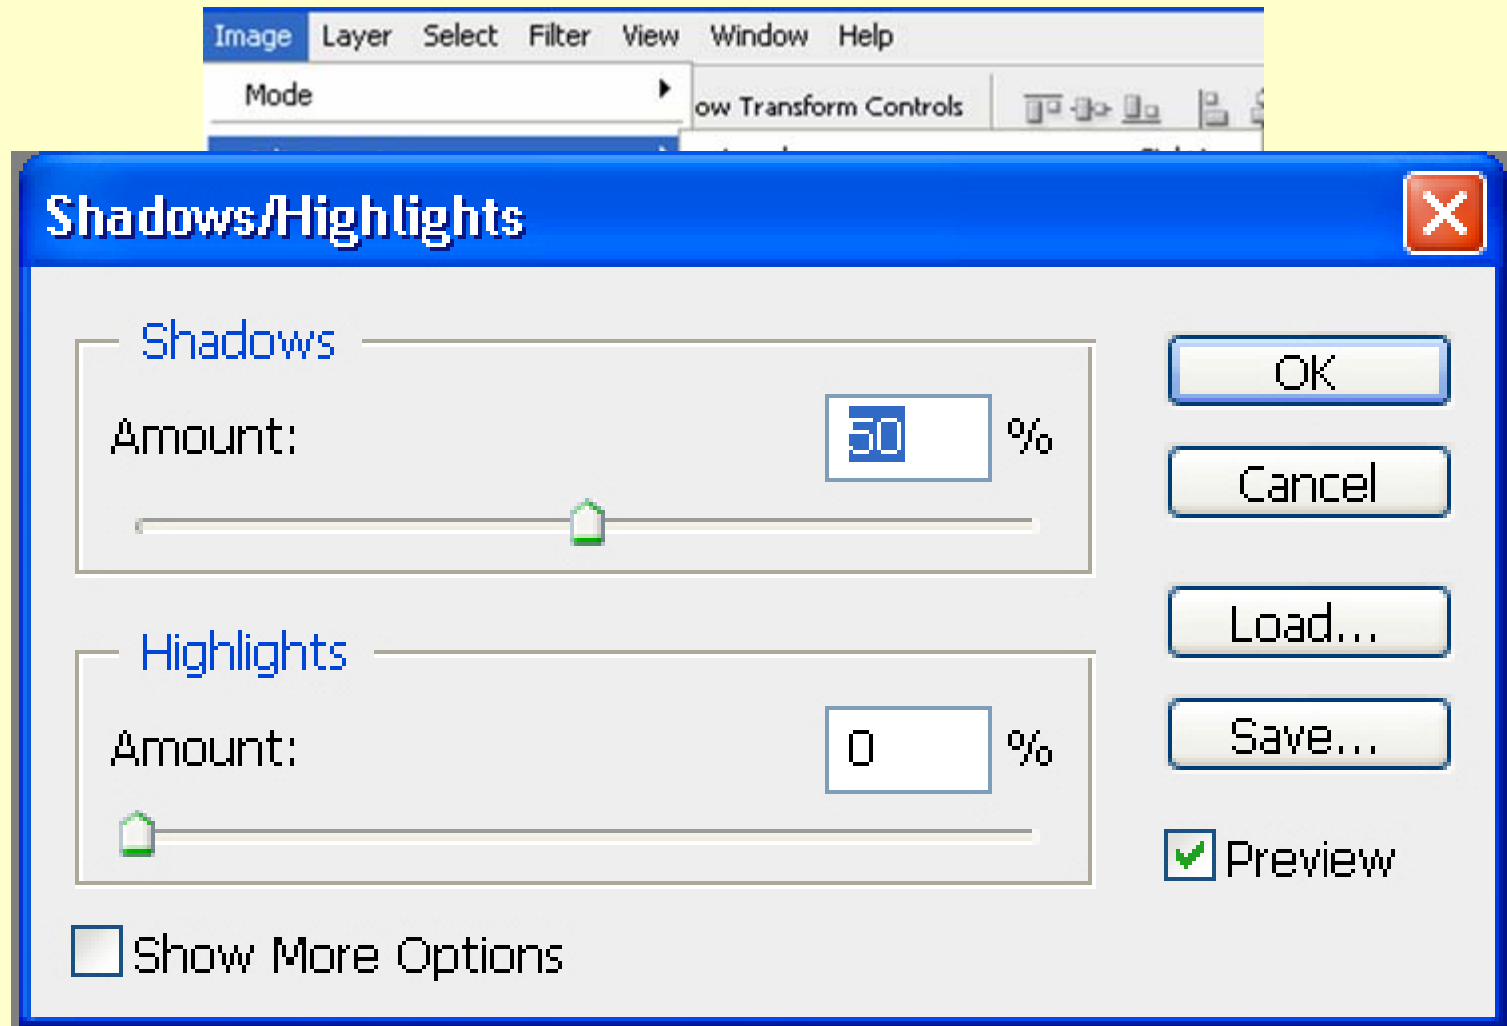 Image Layer Select Filter View Window Help
Mode
ow Transform Controls
Shadows/Highlights
Shadows
Amount: 50 %
Highlights
Amount: 0 %
Show More Options
OK
Cancel
Load...
Save...
Preview